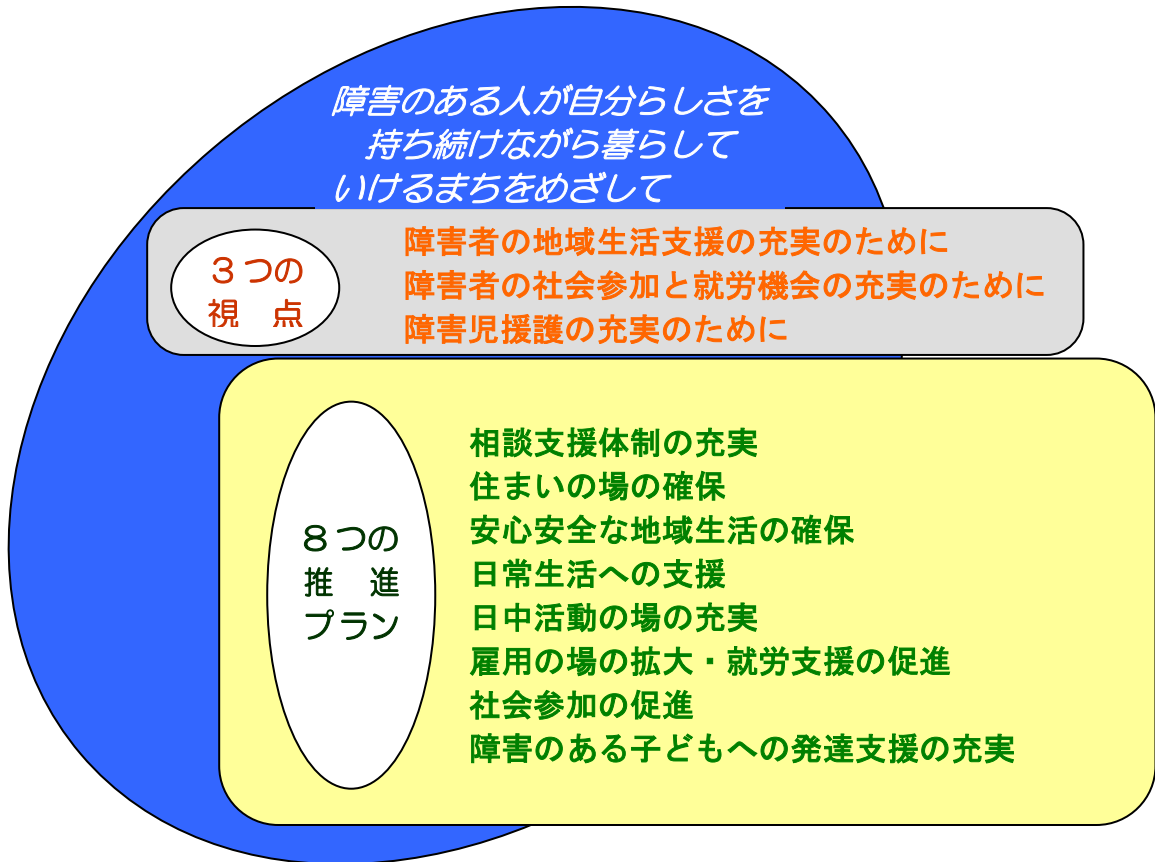 障害のある人が自分らしさを
持ち続けながら暮らして
いけるまちをめざして
３つの
視　点
障害者の地域生活支援の充実のために
障害者の社会参加と就労機会の充実のために
障害児援護の充実のために
８つの
推　進
プラン
相談支援体制の充実
住まいの場の確保
安心安全な地域生活の確保
日常生活への支援
日中活動の場の充実
雇用の場の拡大・就労支援の促進
社会参加の促進
障害のある子どもへの発達支援の充実